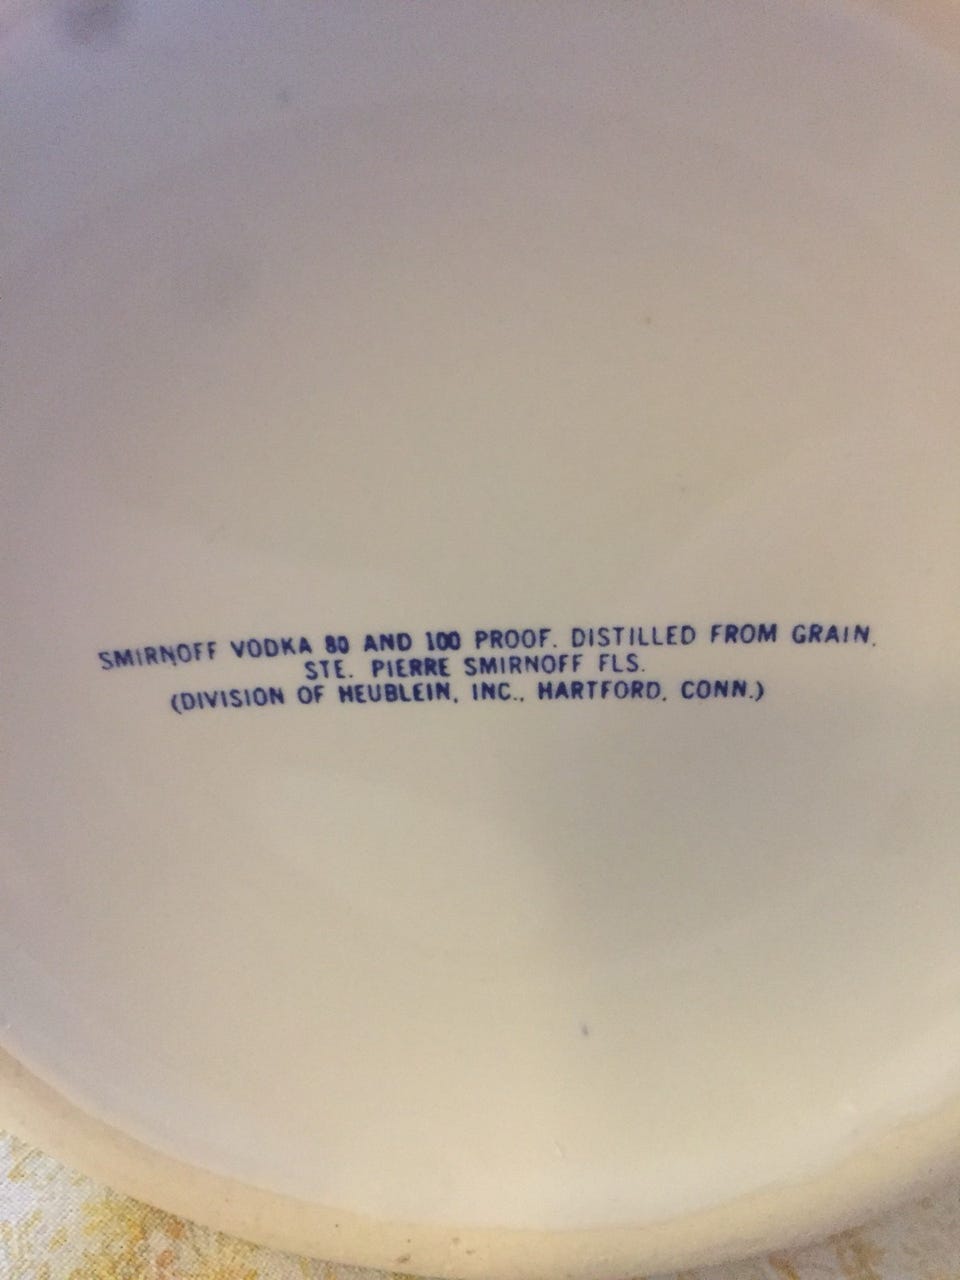 SMIRNOFF VODKA 80 AND 100 PROOF. DISTILLED FROM GRAIN.
STE. PIERRE SMIRNOFF FLS.
(DIVISION OF HEUBLEIN, INC., HARTFORD, CONN.)